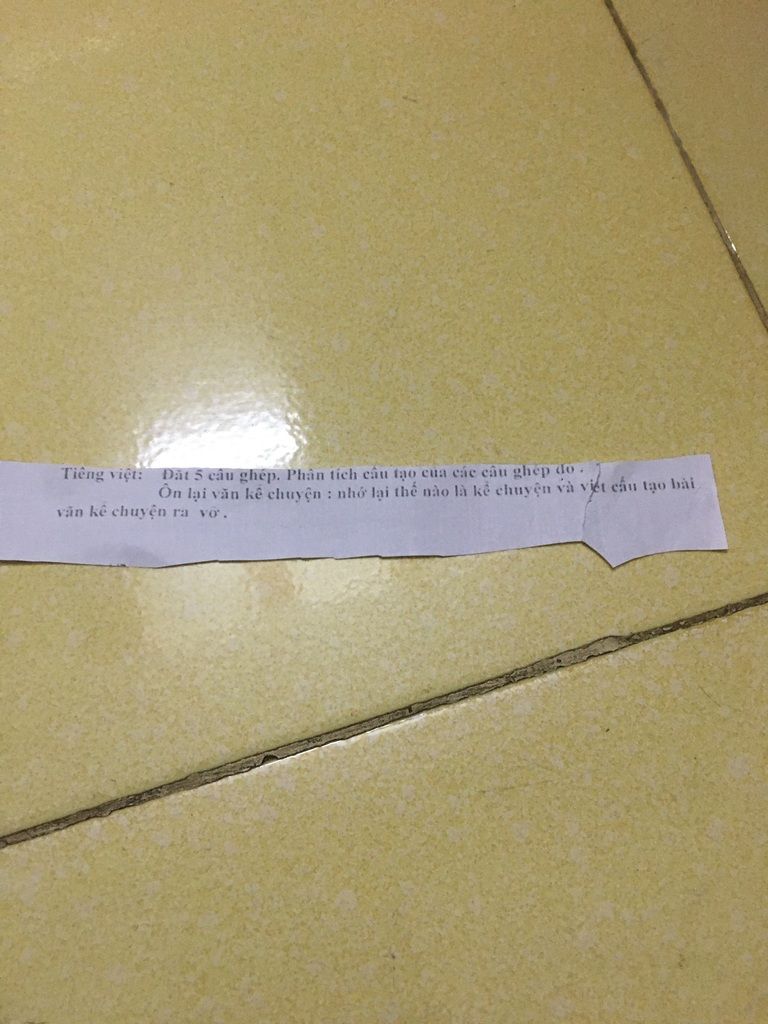 Tiếng việt: Đăt 5 câu ghép. Phân tích cấu tạo của các câu ghép đó .
Ôn lại văn kể chuyện : nhớ lại thế nào là kể chuyện và viết cấu tạo bài
văn kể chuyện ra vở .